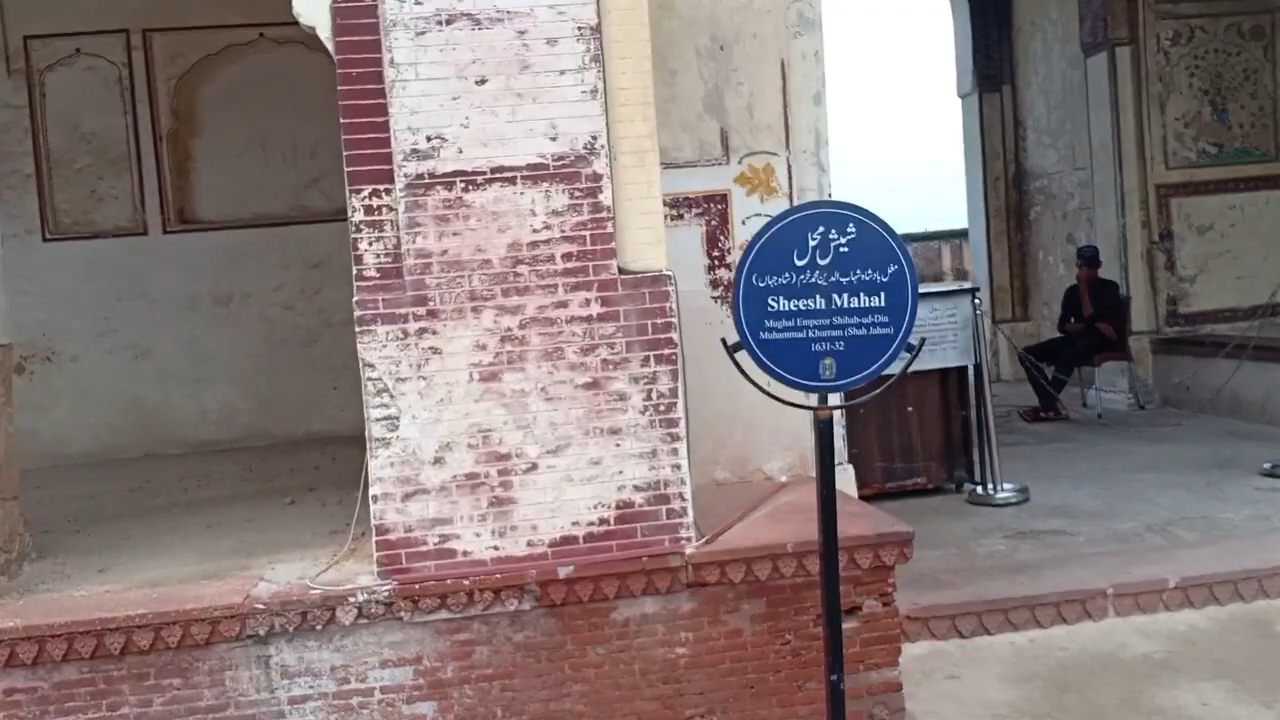 شیش محل
مغل بادشاہ شہاب الدین محمد خرم (شاہ جہاں)
Sheesh Mahal
Mughal Emperor Shihab-ud-Din
Muhammad Khurram (Shah Jahan)
1631-32